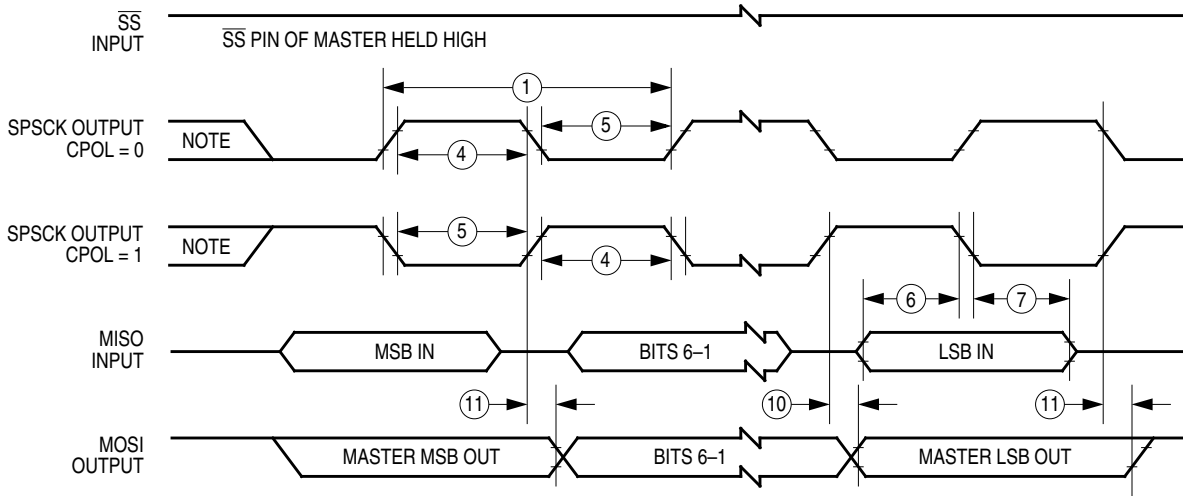 SS
INPUT
SS PIN OF MASTER HELD HIGH
1
SPSCK OUTPUT
CPOL = 0
NOTE
4
5
SPSCK OUTPUT
CPOL = 1
NOTE
5
4
6
7
MISO
INPUT
MSB IN
BITS 6–1
LSB IN
11
10
11
MOSI
OUTPUT
MASTER MSB OUT
BITS 6–1
MASTER LSB OUT